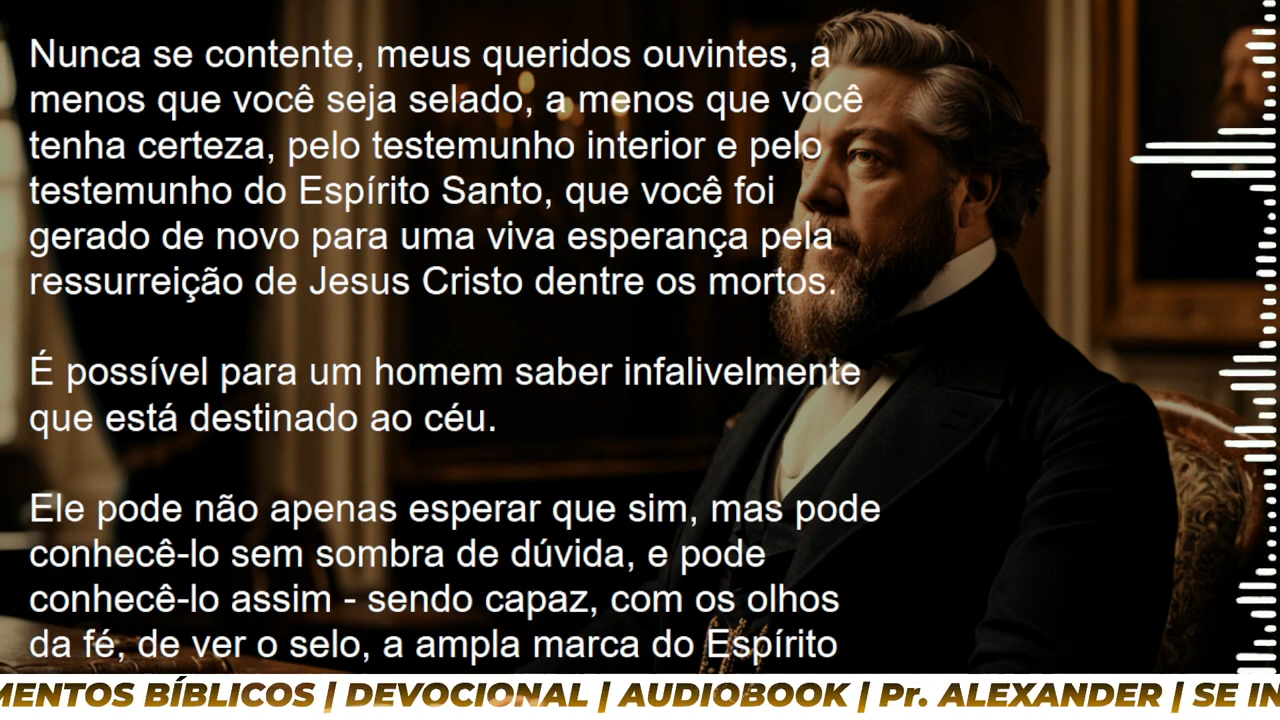 Nunca se contente, meus queridos ouvintes, a
menos que você seja selado, a menos que você
tenha certeza, pelo testemunho interior e pelo
testemunho do Espírito Santo, que você foi
gerado de novo para uma viva esperança pela
ressurreição de Jesus Cristo dentre os mortos.
É possível para um homem saber infalivelmente
que está destinado ao céu.
Ele pode não apenas esperar que sim, mas pode
conhecê-lo sem sombra de dúvida, e pode
conhecê-lo assim - sendo capaz, com os olhos
da fé, de ver o selo, a ampla marca do Espírito
MENTOS BÍBLICOS | DEVOCIONAL | AUDIOBOOK | Pr. ALEXANDER | SE IN